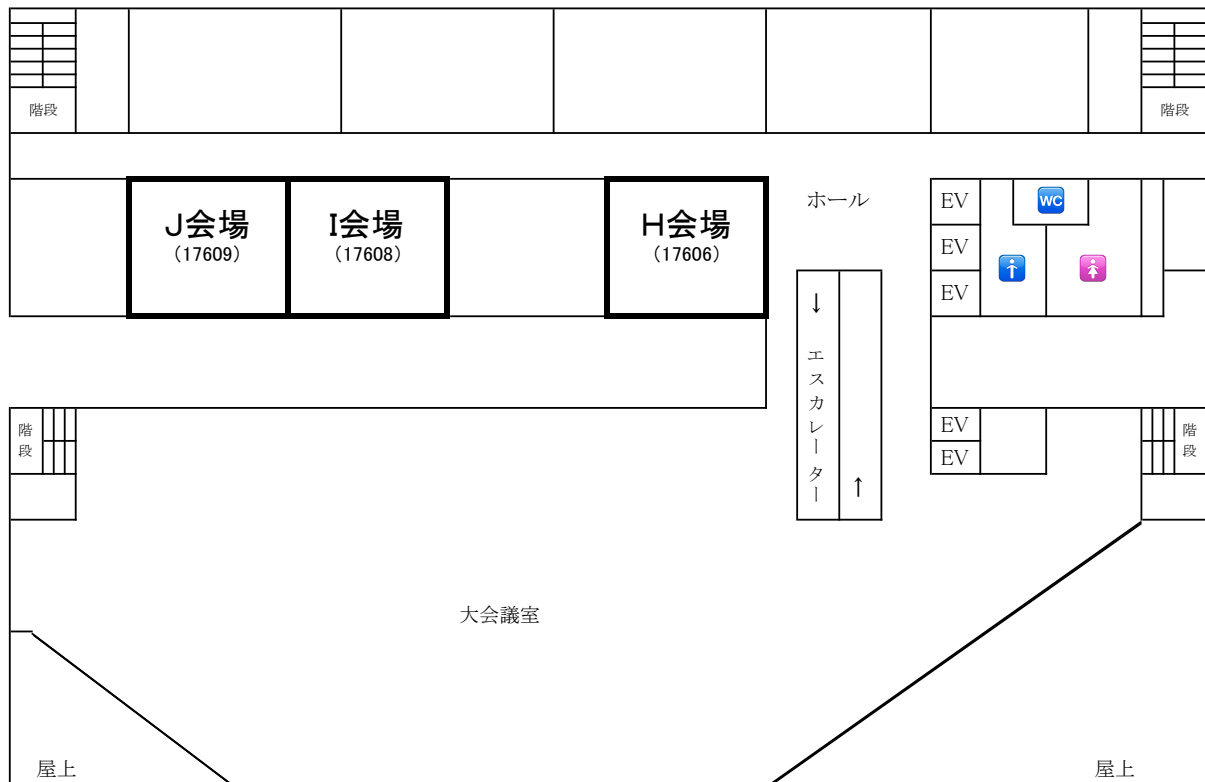 階段
階段
J会場
(17609)
I会場
(17608)
H会場
(17606)
ホール
EV
WC
EV
EV
↓
エスカレーター
↑
階段
EV
EV
階段
大会議室
屋上
屋上